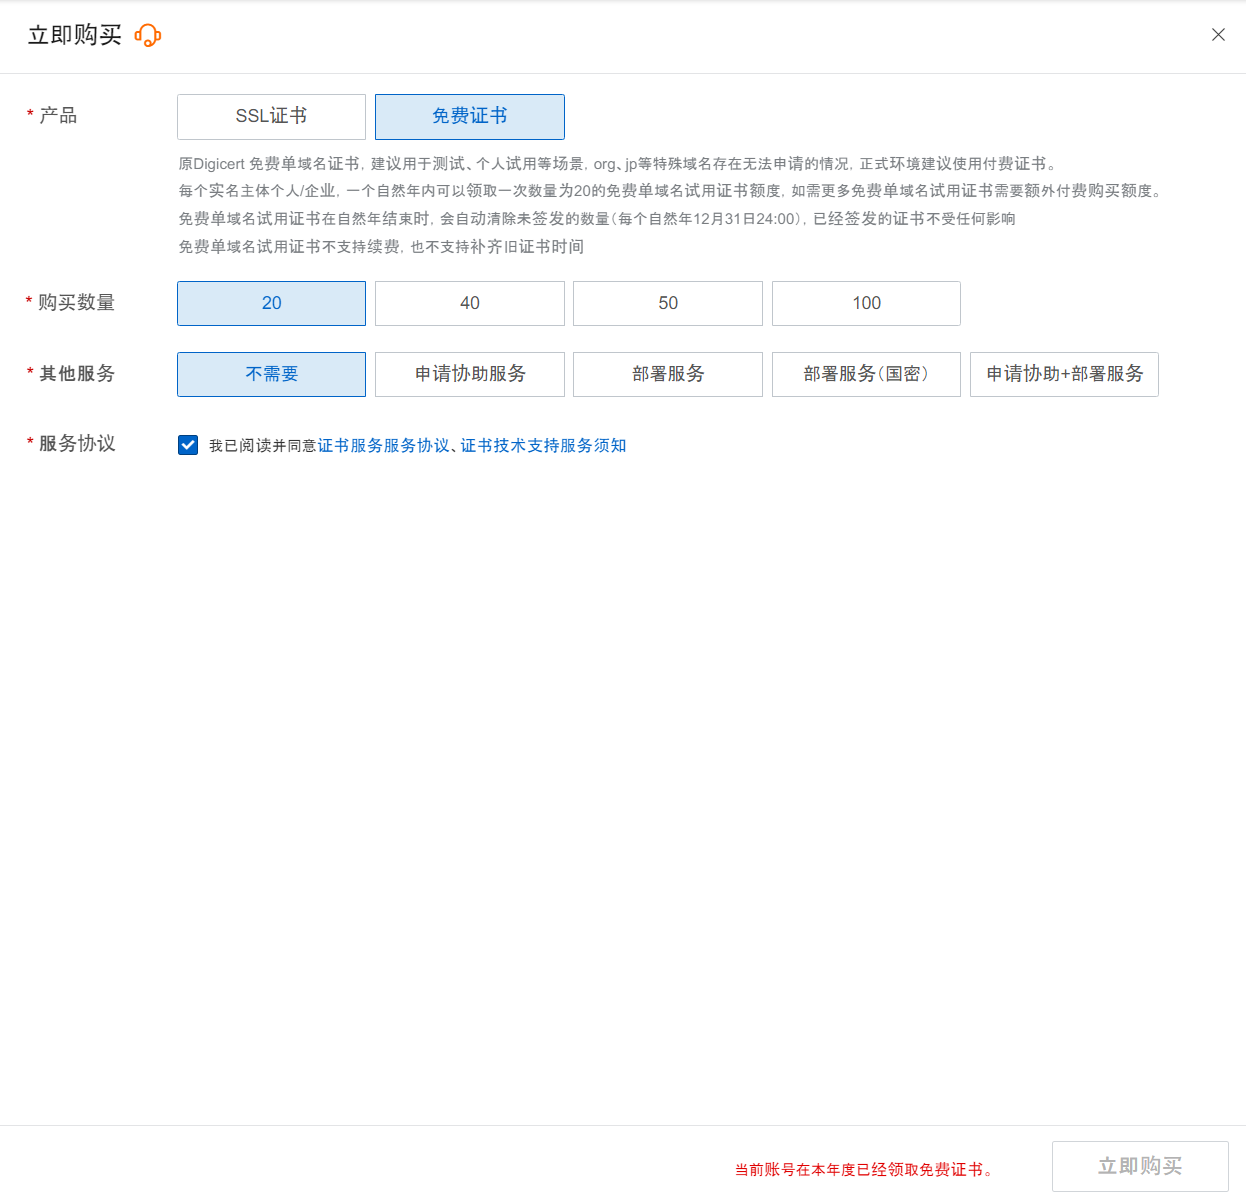 立即购买
* 产品
SSL证书
免费证书
原Digicert 免费单域名证书, 建议用于测试、个人试用等场景, org、jp等特殊域名存在无法申请的情况, 正式环境建议使用付费证书。
每个实名主体个人/企业, 一个自然年内可以领取一次数量为20的免费单域名试用证书额度, 如需更多免费单域名试用证书需要额外付费购买额度。
免费单域名试用证书在自然年结束时, 会自动清除未签发的数量(每个自然年12月31日24:00), 已经签发的证书不受任何影响
免费单域名试用证书不支持续费, 也不支持补齐旧证书时间
* 购买数量
20
40
50
100
* 其他服务
不需要
申请协助服务
部署服务
部署服务(国密)
申请协助+部署服务
* 服务协议
我已阅读并同意证书服务服务协议、证书技术支持服务须知
当前账号在本年度已经领取免费证书。
立即购买